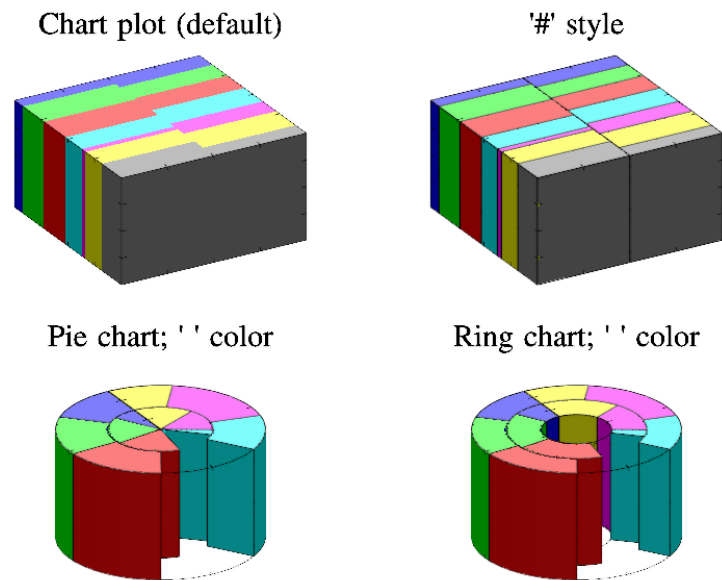 Chart plot (default)
'#' style
Pie chart; ' ' color
Ring chart; ' ' color